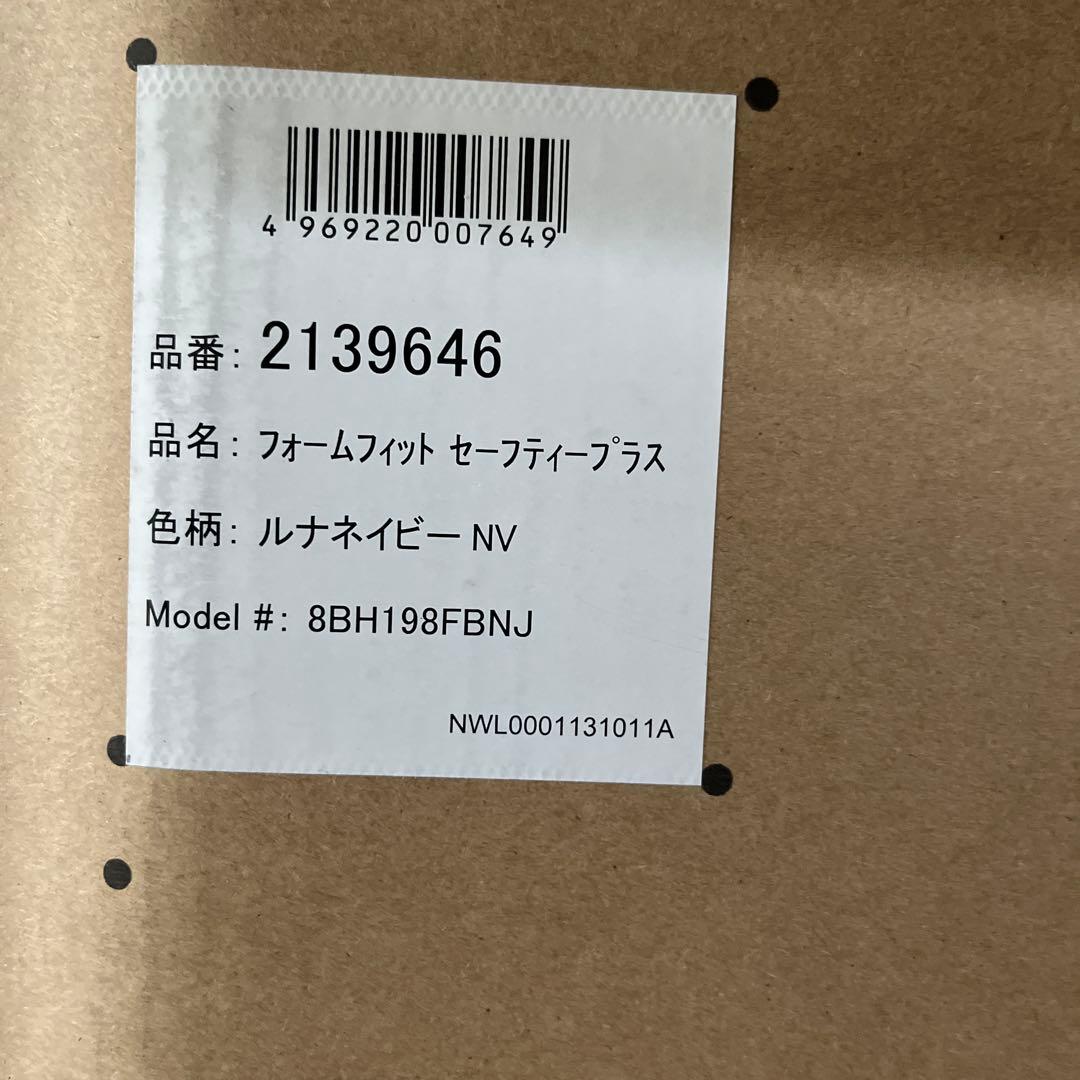 4 969220 007649
品番: 2139646
品名: フォームフィット セーフティープラス
色柄: ルナネイビー NV
Model #: 8BH198FBNJ
NWL0001131011A